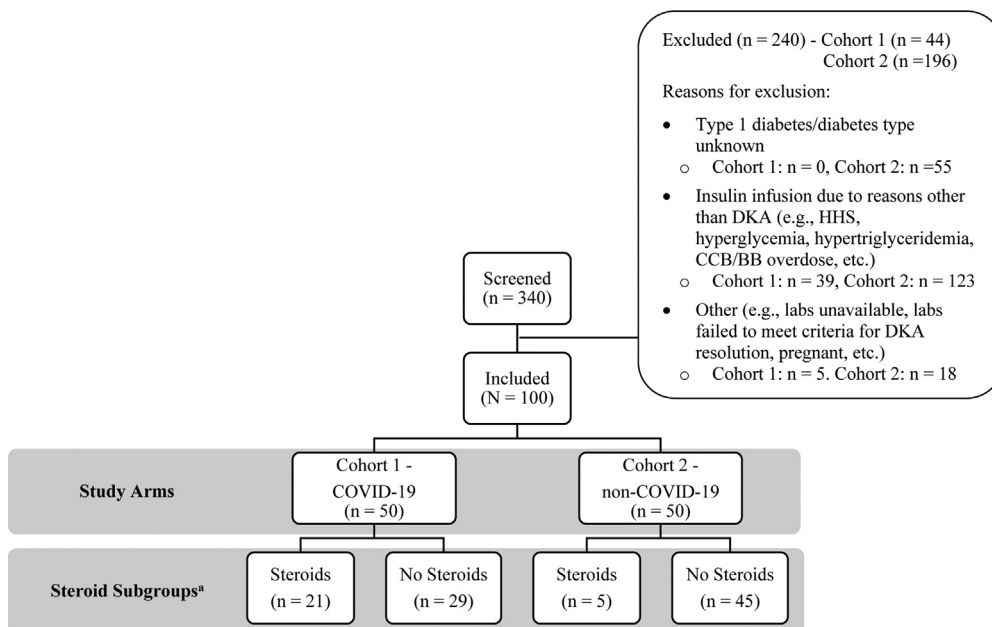 Excluded (n = 240) - Cohort 1 (n = 44)
Cohort 2 (n =196)
Reasons for exclusion:
• Type 1 diabetes/diabetes type
unknown
o Cohort 1: n = 0, Cohort 2: n =55
• Insulin infusion due to reasons other
than DKA (e.g., HHS,
hyperglycemia, hypertriglyceridemia,
CCB/BB overdose, etc.)
o Cohort 1: n = 39, Cohort 2: n = 123
• Other (e.g., labs unavailable, labs
failed to meet criteria for DKA
resolution, pregnant, etc.)
o Cohort 1: n = 5. Cohort 2: n = 18
Screened
(n = 340)
Included
(N = 100)
Study Arms
Cohort 1 -
COVID-19
(n = 50)
Cohort 2 -
non-COVID-19
(n = 50)
Steroid Subgroupsᵃ
Steroids
(n = 21)
No Steroids
(n = 29)
Steroids
(n = 5)
No Steroids
(n = 45)